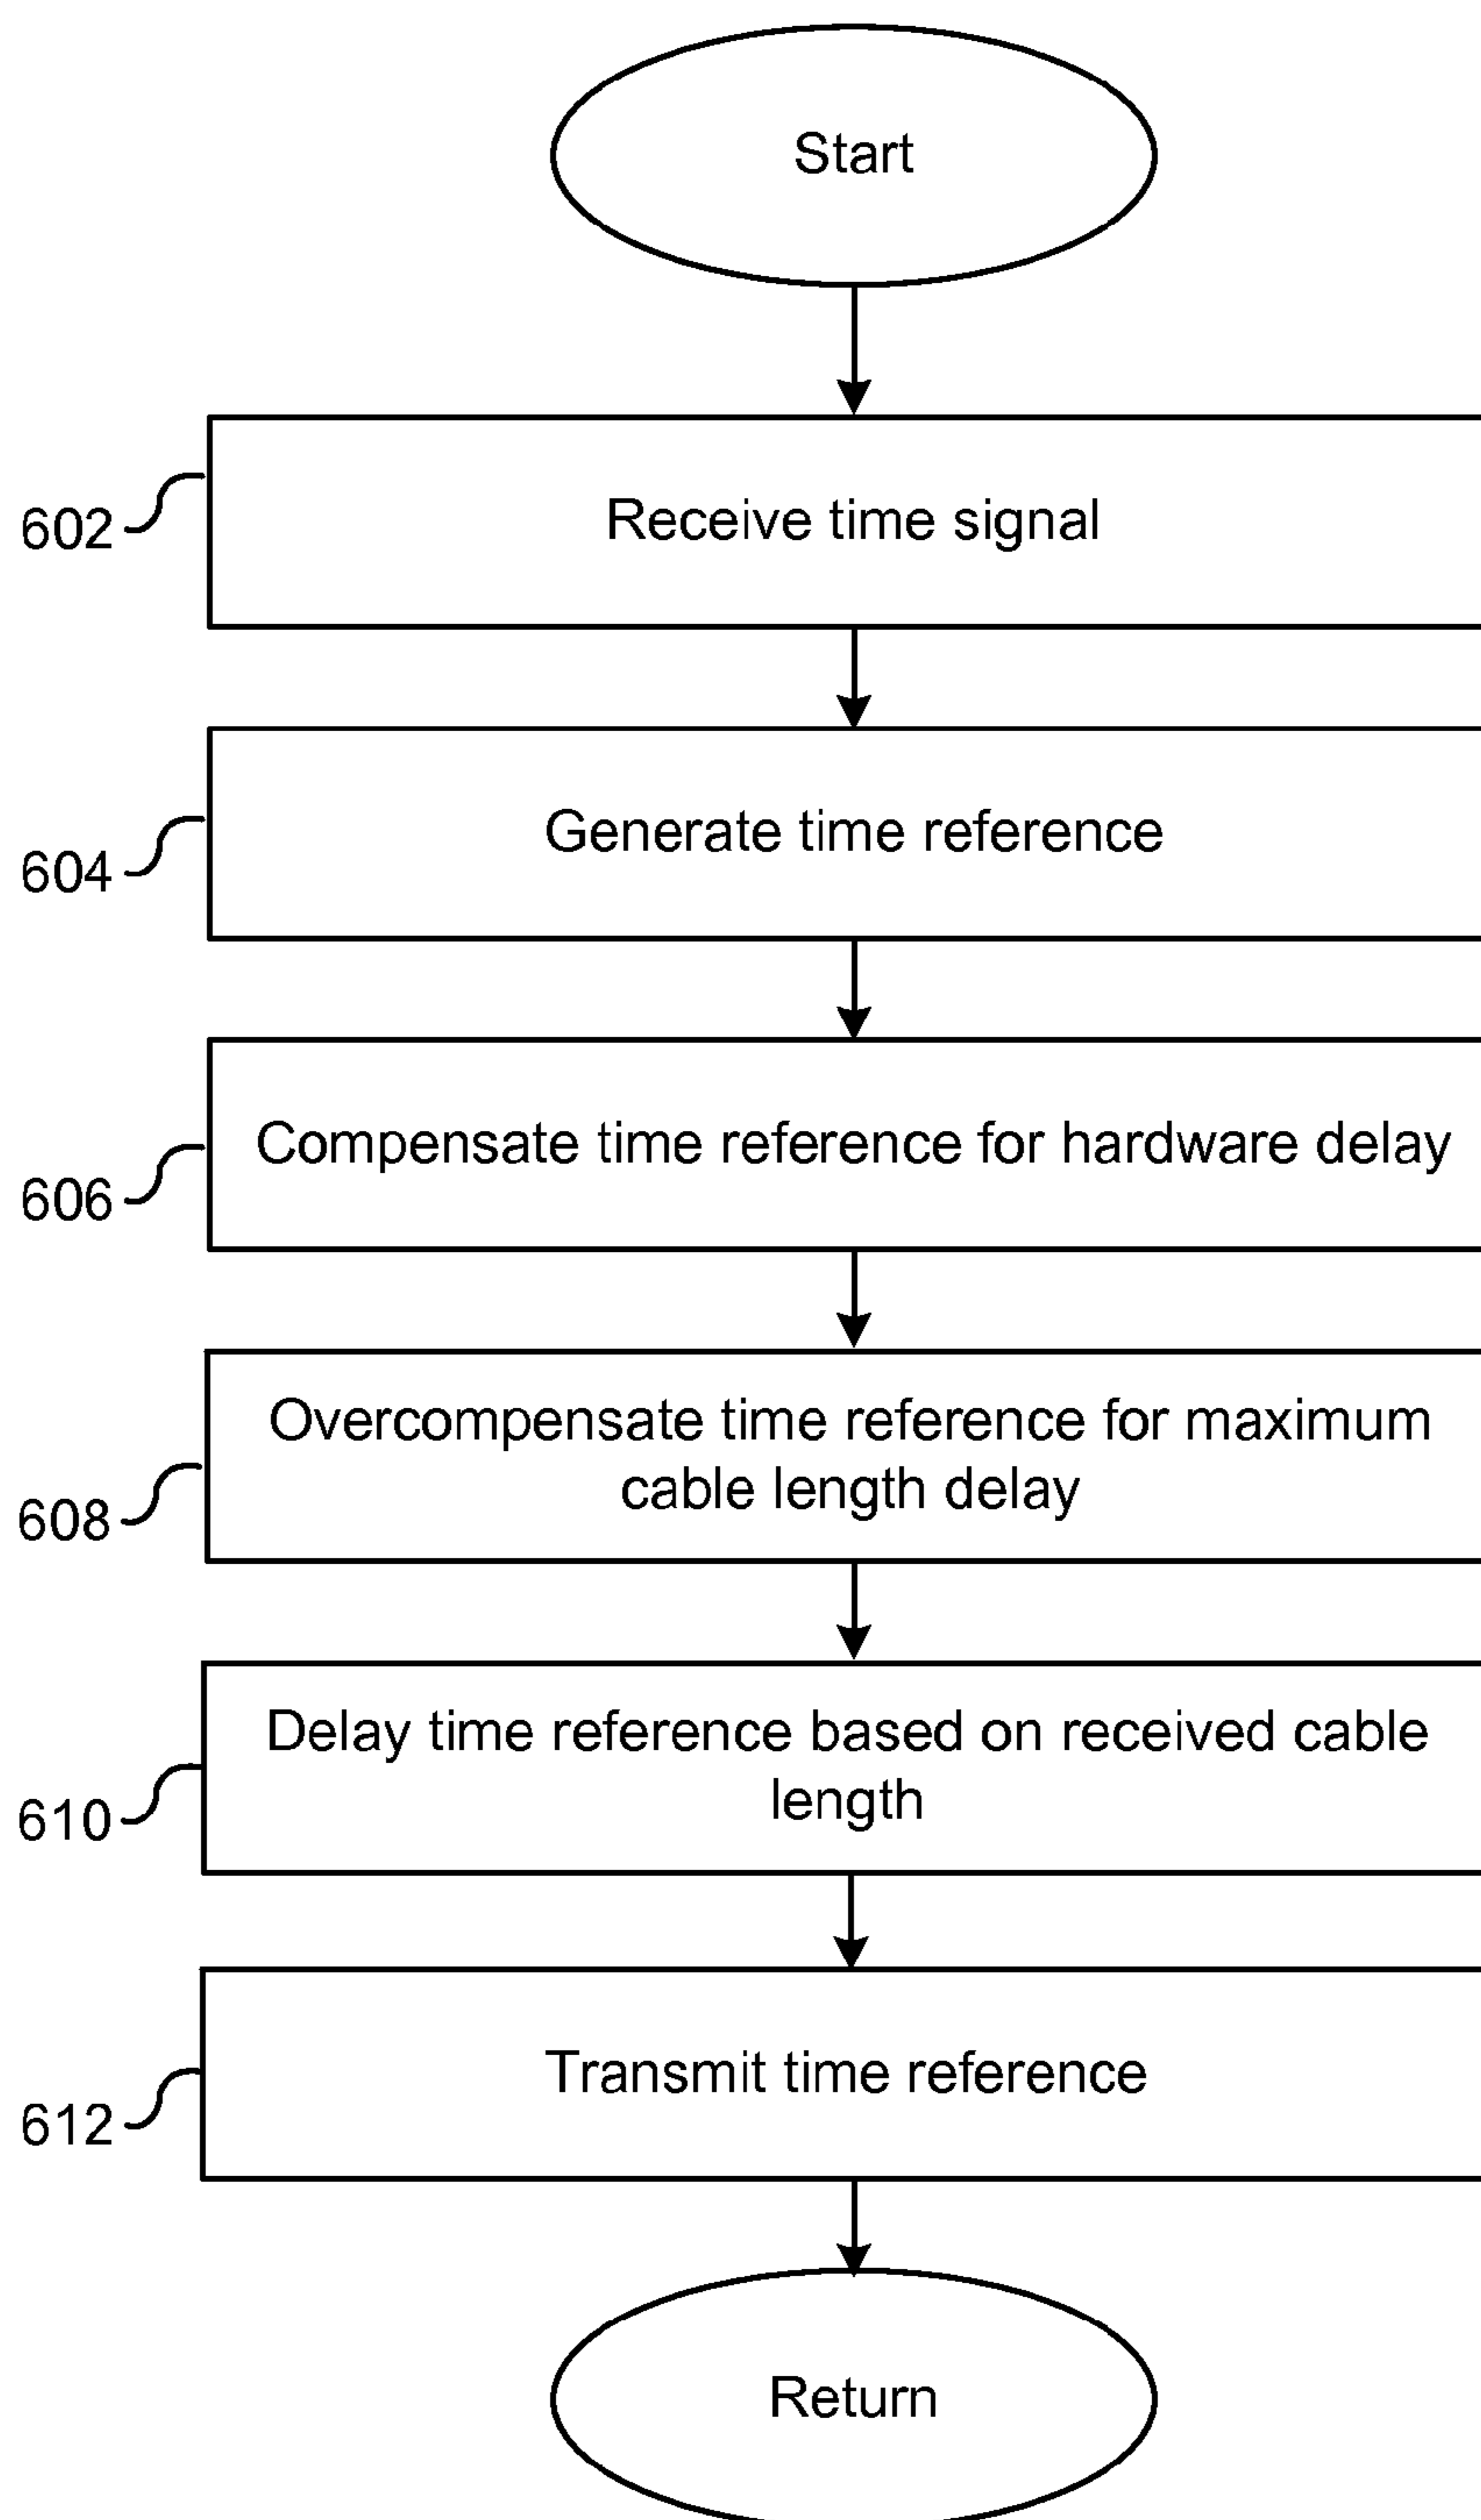 Start
602
Receive time signal
604
Generate time reference
606
Compensate time reference for hardware delay
608
Overcompensate time reference for maximum
cable length delay
610
Delay time reference based on received cable
length
612
Transmit time reference
Return